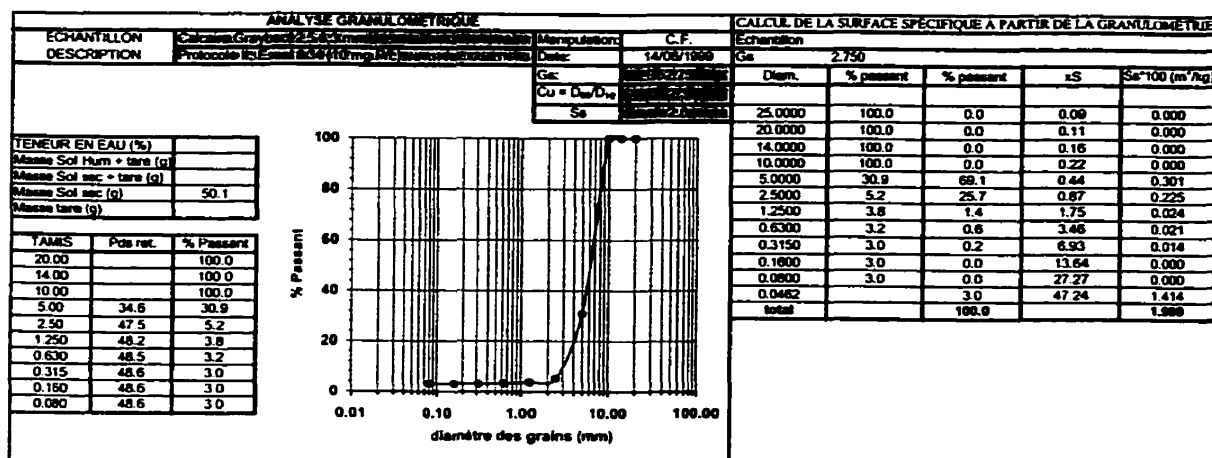 ANALYSE GRANULOMETRIQUE
ECHANTILLON Manipulation: C.F.
DESCRIPTION Date: 14/08/1999
Gs:
Cu = D60/D10
Ss
TENEUR EN EAU (%)
Masse Sol Hum + tare (g)
Masse Sol sec + tare (g)
Masse Sol sec (g) 50.1
Masse tare (g)
TAMIS Pds ret. % Passant
20.00 100.0
14.00 100.0
10.00 100.0
5.00 34.6 30.9
2.50 47.5 5.2
1.250 48.2 3.8
0.630 48.5 3.2
0.315 48.6 3.0
0.160 48.6 3.0
0.080 48.6 3.0
% Passant
100
80
60
40
20
0
0.01 0.10 1.00 10.00 100.00
diamètre des grains (mm)
CALCUL DE LA SURFACE SPÉCIFIQUE A PARTIR DE LA GRANULOMÉTRIE
Echantillon
Gs 2.750
Diam. % passant % passant xS Ss*100 (m²/kg)
25.0000 100.0 0.0 0.09 0.000
20.0000 100.0 0.0 0.11 0.000
14.0000 100.0 0.0 0.16 0.000
10.0000 100.0 0.0 0.22 0.000
5.0000 30.9 69.1 0.44 0.301
2.5000 5.2 25.7 0.87 0.225
1.2500 3.8 1.4 1.75 0.024
0.6300 3.2 0.6 3.46 0.021
0.3150 3.0 0.2 6.93 0.014
0.1600 3.0 0.0 13.64 0.000
0.0800 3.0 0.0 27.27 0.000
0.0462 3.0 47.24 1.414
total 100.0